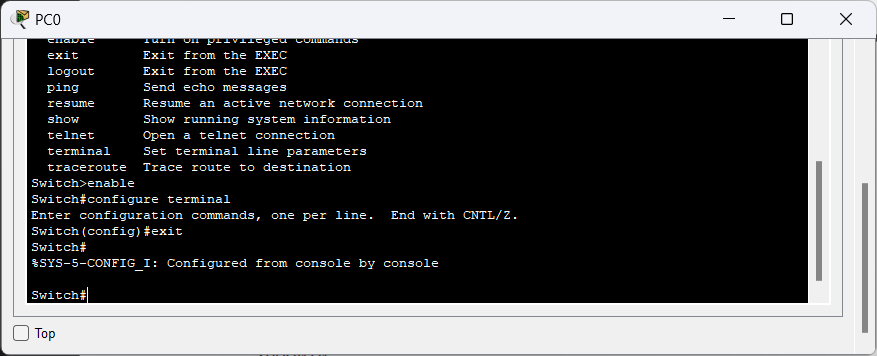 PC0
enable Turn on privileged commands
exit Exit from the EXEC
logout Exit from the EXEC
ping Send echo messages
resume Resume an active network connection
show Show running system information
telnet Open a telnet connection
terminal Set terminal line parameters
traceroute Trace route to destination
Switch>enable
Switch#configure terminal
Enter configuration commands, one per line. End with CNTL/Z.
Switch(config)#exit
Switch#
%SYS-5-CONFIG_I: Configured from console by console
Switch#
Top